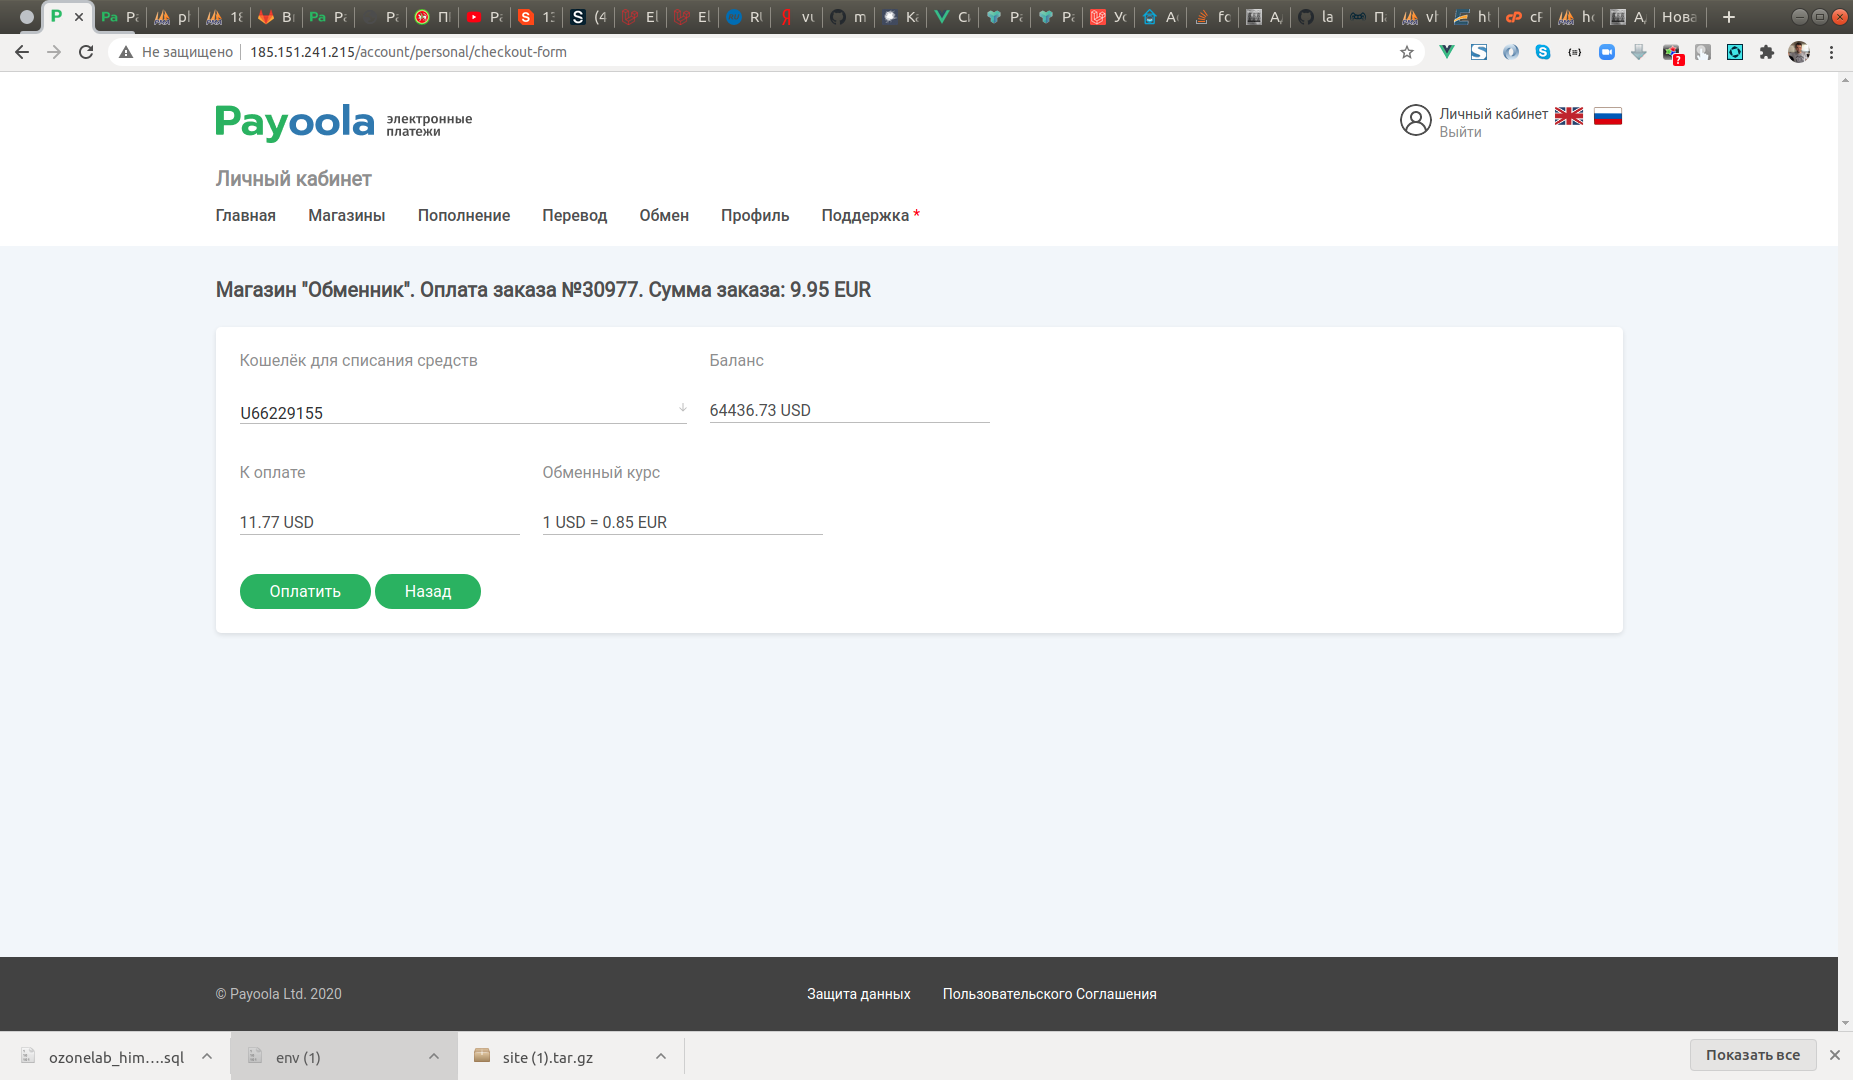 Не защищено 185.151.241.215/account/personal/checkout-form
Payoola электронные
платежи
Личный кабинет
Выйти
Личный кабинет
Главная Магазины Пополнение Перевод Обмен Профиль Поддержка *
Магазин "Обменник". Оплата заказа №30977. Сумма заказа: 9.95 EUR
Кошелёк для списания средств Баланс
U66229155 64436.73 USD
К оплате Обменный курс
11.77 USD 1 USD = 0.85 EUR
Оплатить Назад
© Payoola Ltd. 2020 Защита данных Пользовательского Соглашения
ozonelab_him....sql env (1) site (1).tar.gz Показать все